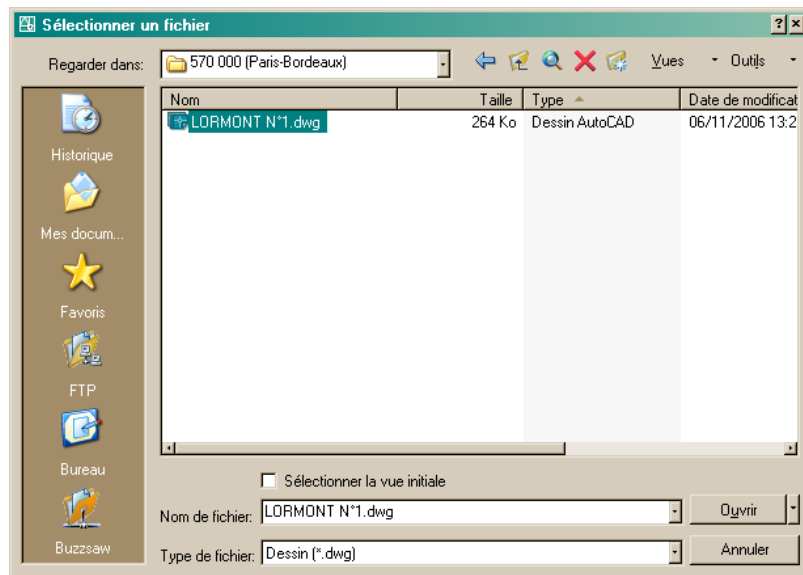 Sélectionner un fichier
Regarder dans: 570 000 (Paris-Bordeaux) Vues Outils
Nom Taille Type Date de modificat
LORMONT N°1.dwg 264 Ko Dessin AutoCAD 06/11/2006 13:2
Historique
Mes docum...
Favoris
FTP
Bureau
Buzzsaw
Sélectionner la vue initiale
Nom de fichier: LORMONT N°1.dwg Ouvrir
Type de fichier: Dessin (*.dwg) Annuler